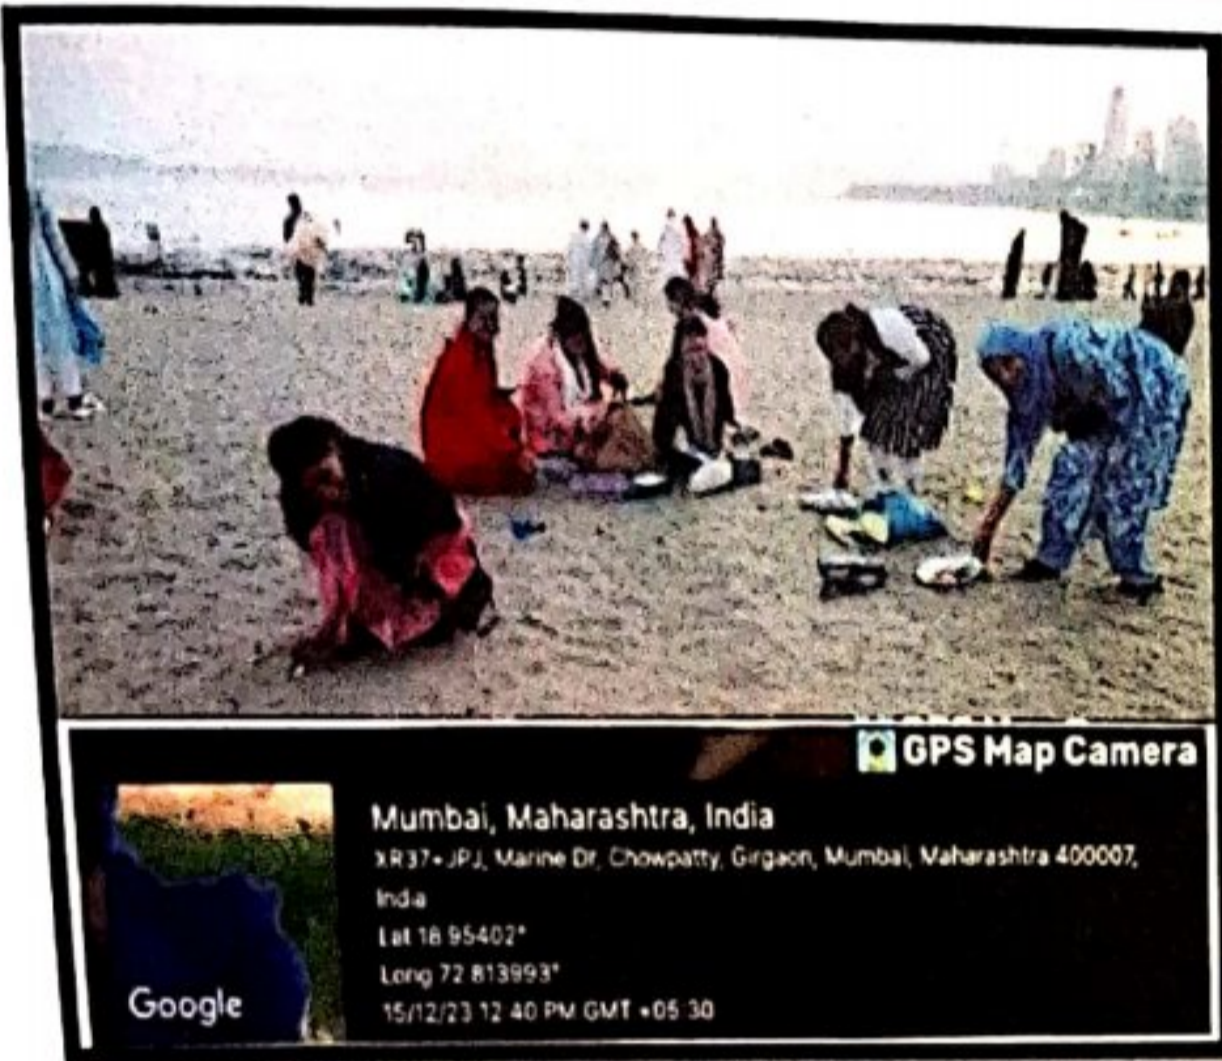 GPS Map Camera
Mumbai, Maharashtra, India
XR37+JPJ, Marine Dr, Chowpatty, Girgaon, Mumbai, Maharashtra 400007,
India
Lat 18.95402°
Long 72.813993°
15/12/23 12:40 PM GMT +05:30
Google